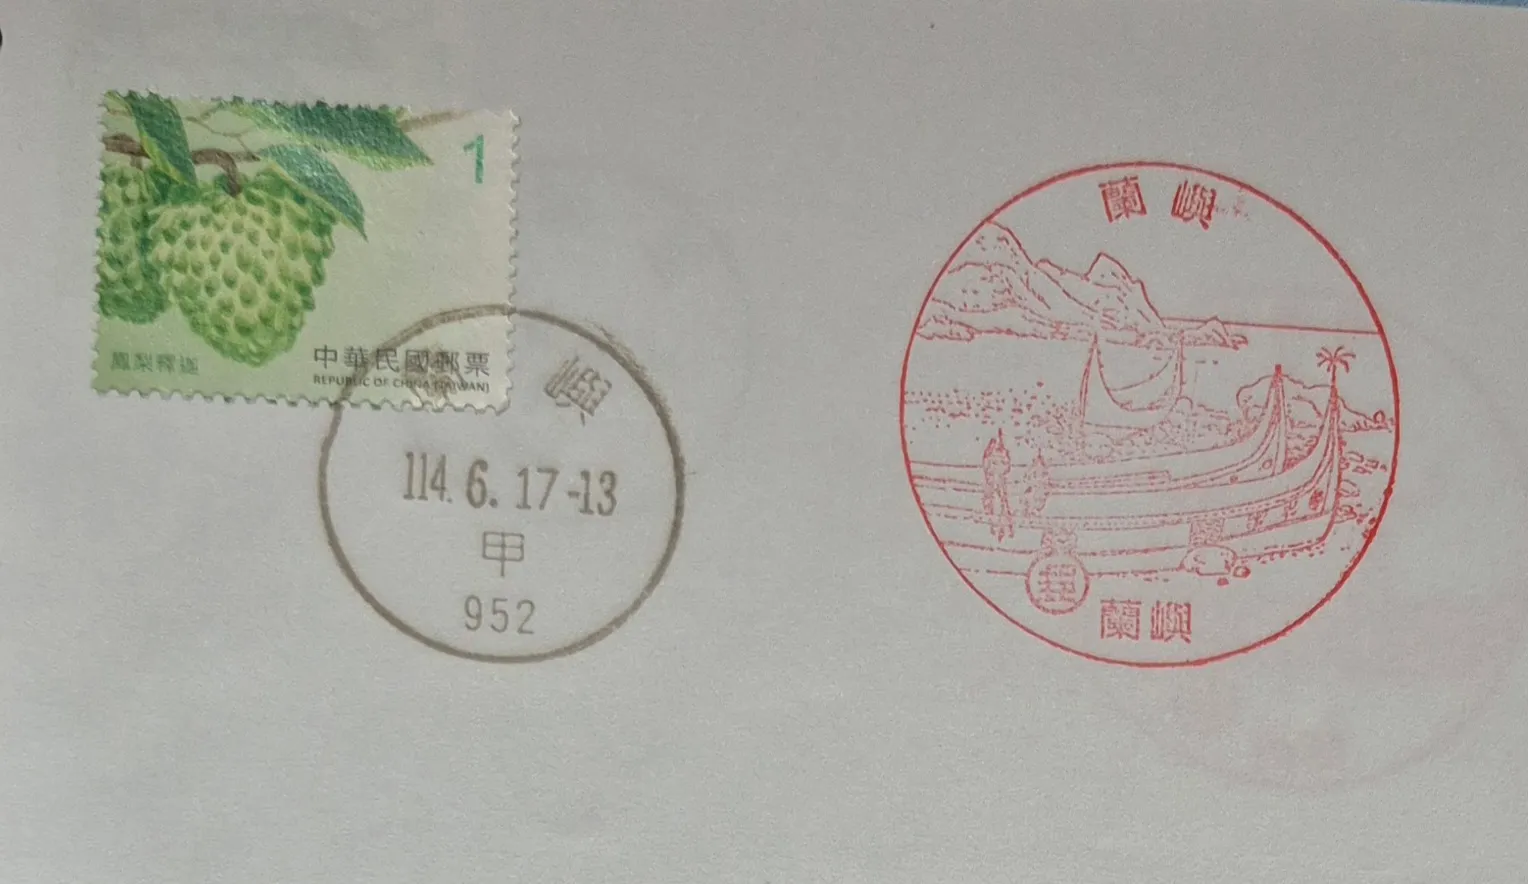 1
鳳梨釋迦
中華民國郵票
REPUBLIC OF CHINA (TAIWAN)
蘭嶼
114.6.17-13
甲
952
蘭嶼
蘭嶼